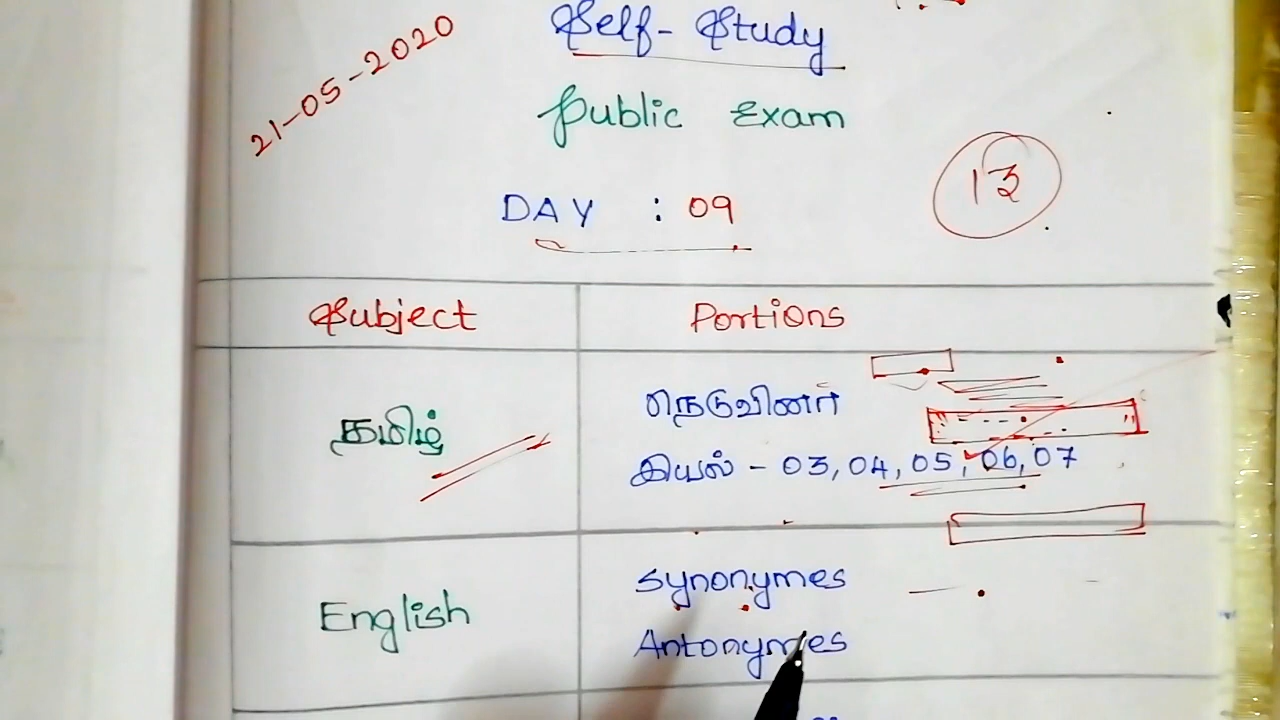 Self-Study
21-05-2020
Public Exam
13
DAY : 09
Subject Portions
தமிழ்
நெடுவினா
இயல் - 03, 04, 05, 06, 07
English
Synonymes
Antonymes